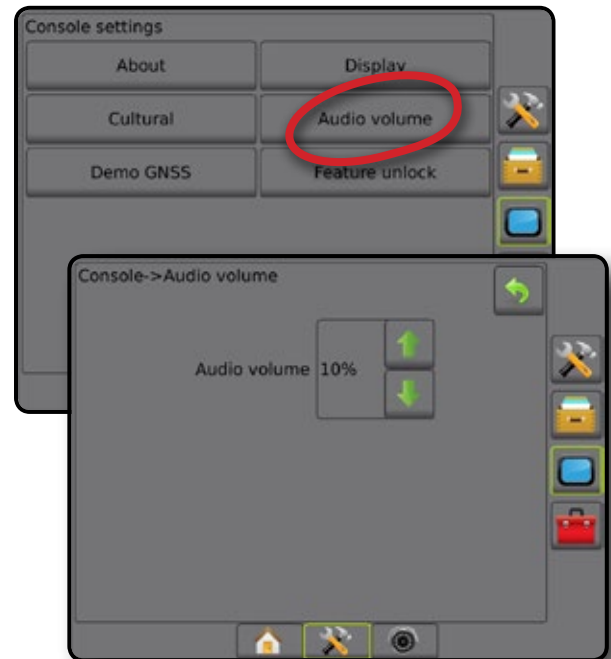 Console settings
About
Display
Cultural
Audio volume
Demo GNSS
Feature unlock
Console->Audio volume
Audio volume 10%